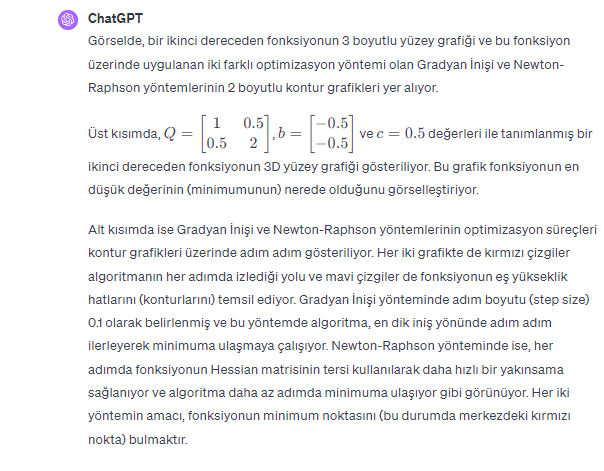 ChatGPT
Görselde, bir ikinci dereceden fonksiyonun 3 boyutlu yüzey grafiği ve bu fonksiyon
üzerinde uygulanan iki farklı optimizasyon yöntemi olan Gradyan İnişi ve Newton-
Raphson yöntemlerinin 2 boyutlu kontur grafikleri yer alıyor.
Üst kısımda, Q = [1 0.5; 0.5 2], b = [−0.5; −0.5] ve c = 0.5 değerleri ile tanımlanmış bir
ikinci dereceden fonksiyonun 3D yüzey grafiği gösteriliyor. Bu grafik fonksiyonun en
düşük değerinin (minimumunun) nerede olduğunu görselleştiriyor.
Alt kısımda ise Gradyan İnişi ve Newton-Raphson yöntemlerinin optimizasyon süreçleri
kontur grafikleri üzerinde adım adım gösteriliyor. Her iki grafikte de kırmızı çizgiler
algoritmanın her adımda izlediği yolu ve mavi çizgiler de fonksiyonun eş yükseklik
hatlarını (konturlarını) temsil ediyor. Gradyan İnişi yönteminde adım boyutu (step size)
0.1 olarak belirlenmiş ve bu yöntemde algoritma, en dik iniş yönünde adım adım
ilerleyerek minimuma ulaşmaya çalışıyor. Newton-Raphson yönteminde ise, her
adımda fonksiyonun Hessian matrisinin tersi kullanılarak daha hızlı bir yakınsama
sağlanıyor ve algoritma daha az adımda minimuma ulaşıyor gibi görünüyor. Her iki
yöntemin amacı, fonksiyonun minimum noktasını (bu durumda merkezdeki kırmızı
nokta) bulmaktır.